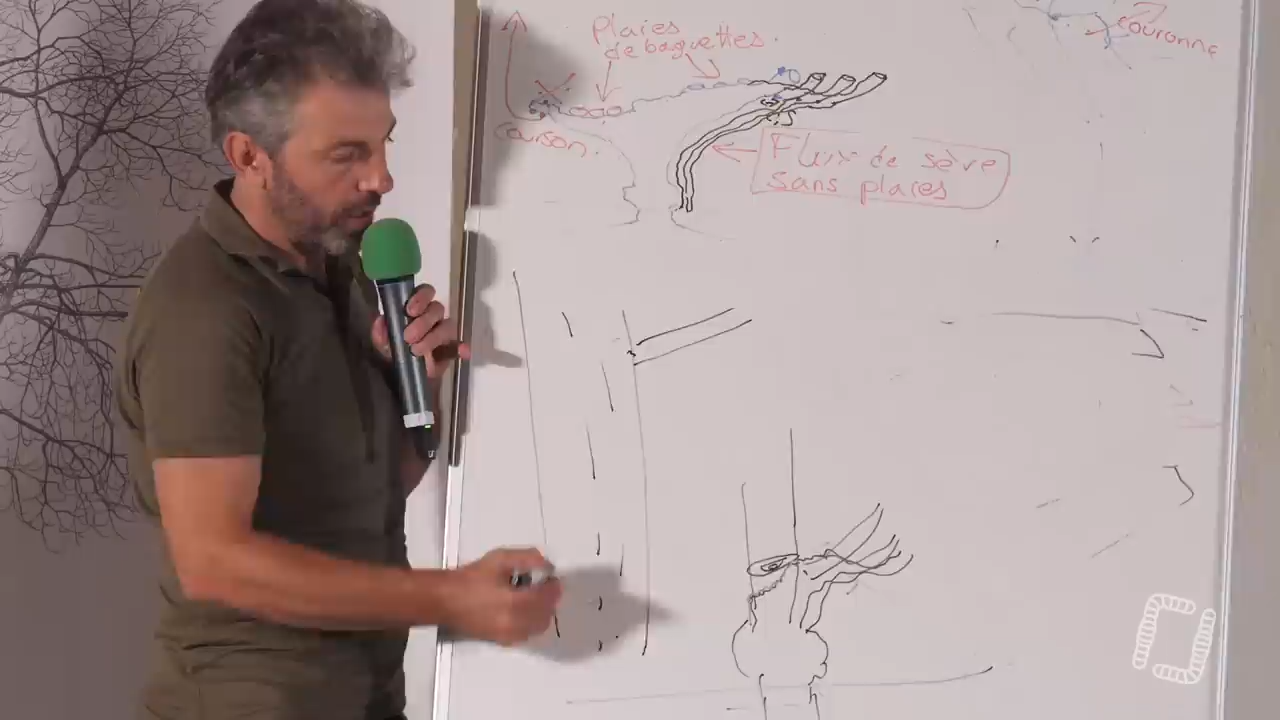 Plaies
de baguettes.
couronne
courson.
Flux de sève
sans plaies